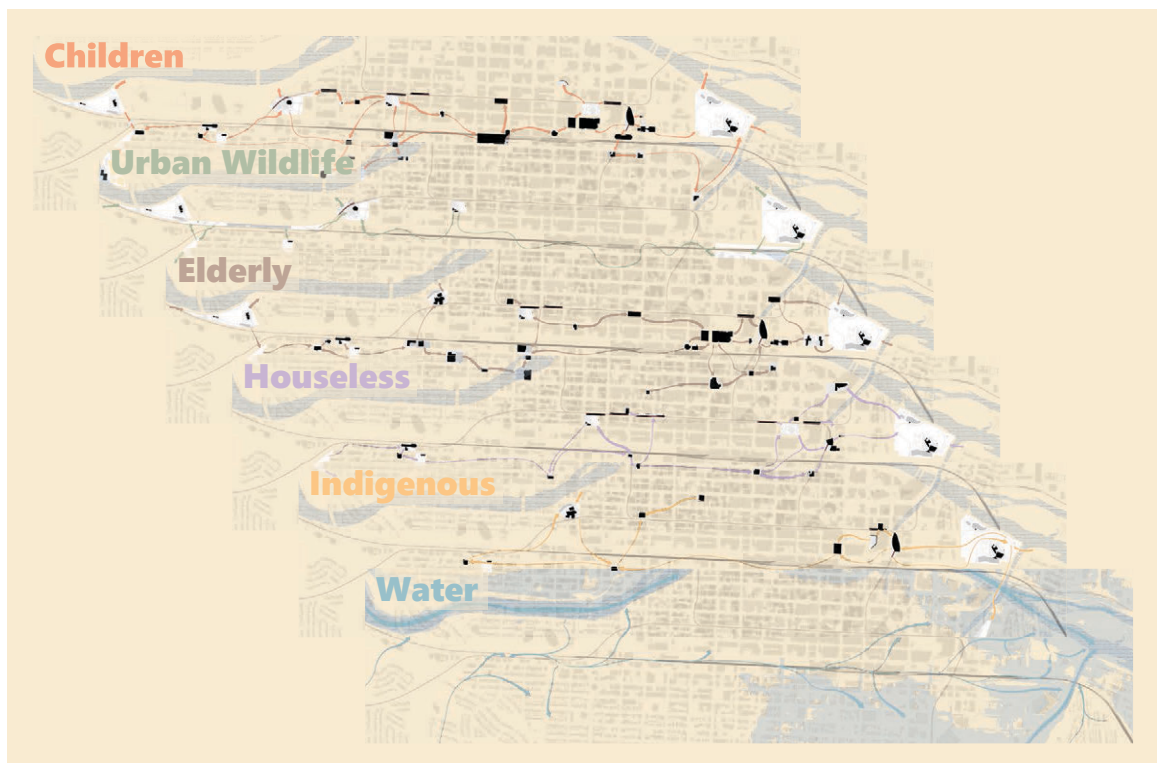 Children
Urban Wildlife
Elderly
Houseless
Indigenous
Water